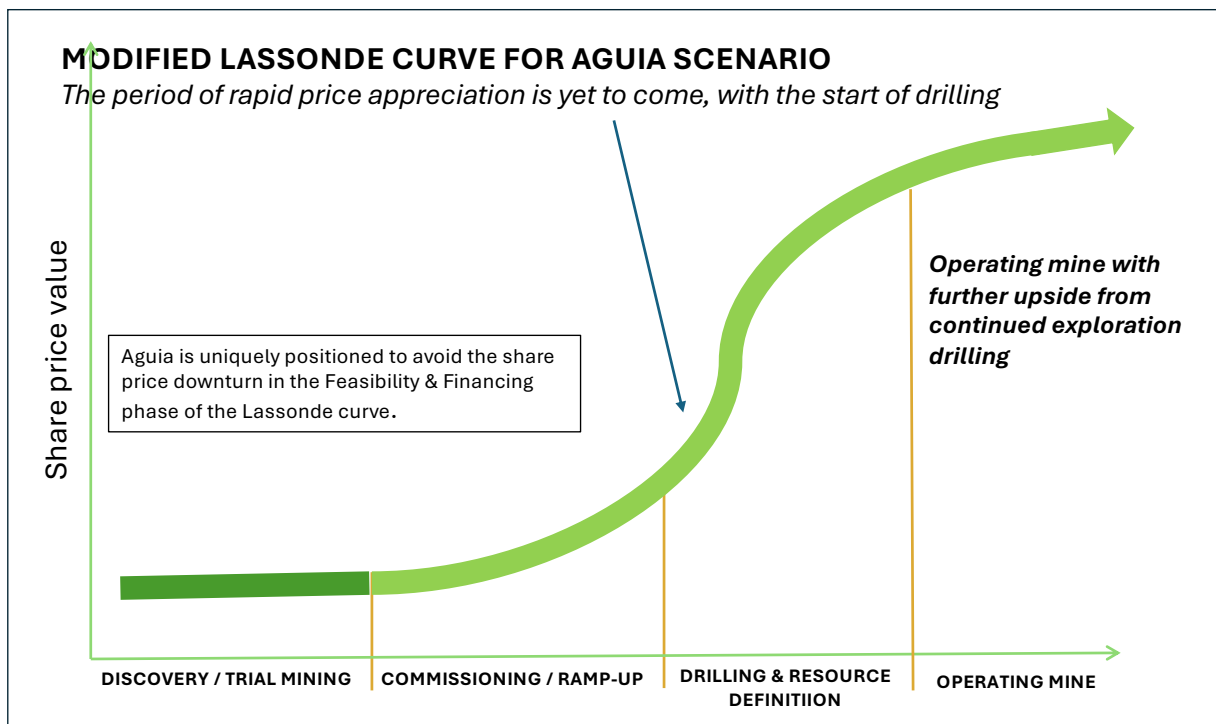 MODIFIED LASSONDE CURVE FOR AGUIA SCENARIO
The period of rapid price appreciation is yet to come, with the start of drilling
Share price value
Aguia is uniquely positioned to avoid the share
price downturn in the Feasibility & Financing
phase of the Lassonde curve.
Operating mine with
further upside from
continued exploration
drilling
DISCOVERY / TRIAL MINING
COMMISSIONING / RAMP-UP
DRILLING & RESOURCE
DEFINITIION
OPERATING MINE